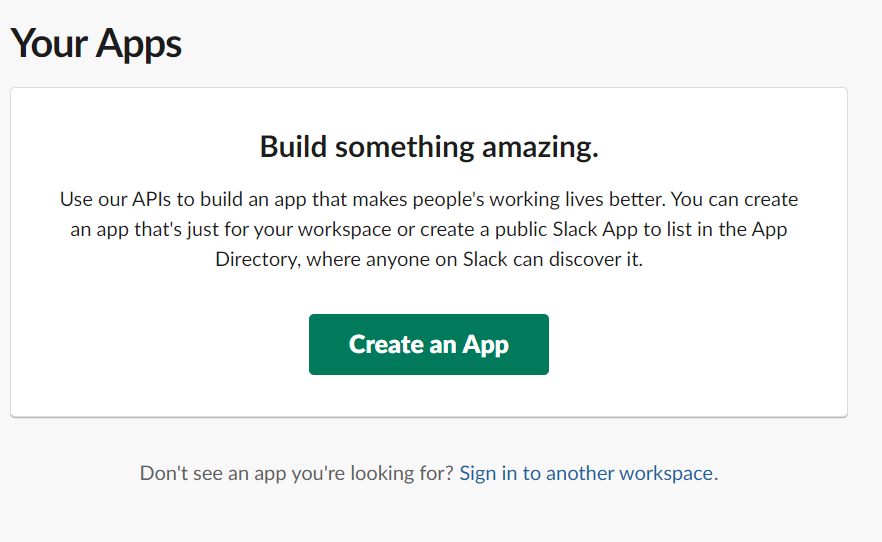 Your Apps
Build something amazing.
Use our APIs to build an app that makes people's working lives better. You can create
an app that's just for your workspace or create a public Slack App to list in the App
Directory, where anyone on Slack can discover it.
Create an App
Don't see an app you're looking for? Sign in to another workspace.